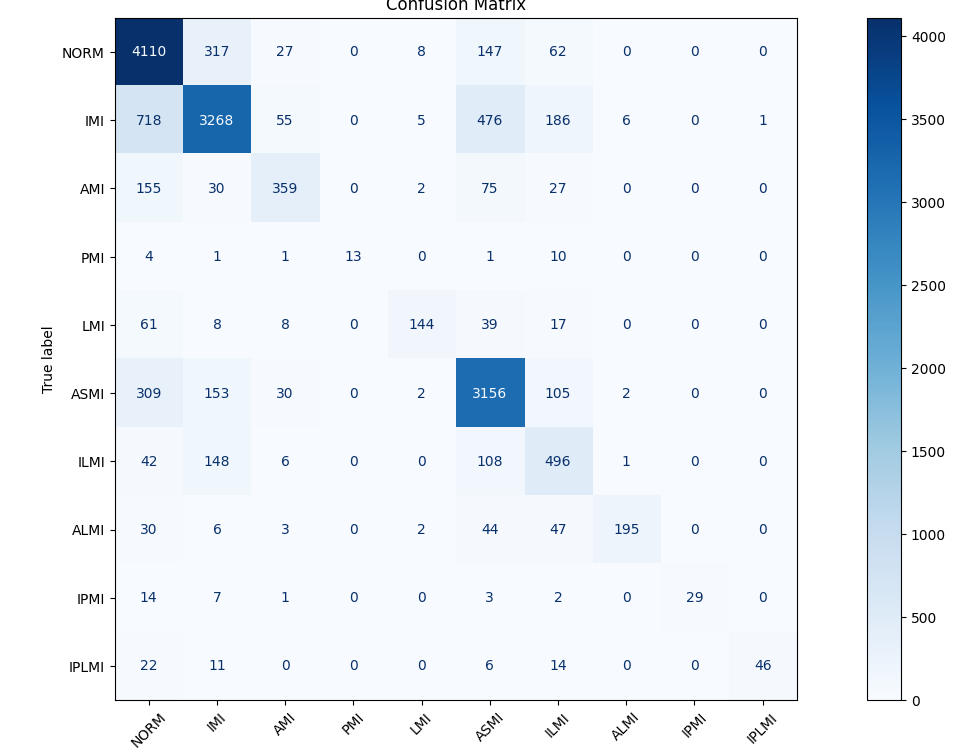 Confusion Matrix
True label
NORM 4110 317 27 0 8 147 62 0 0 0
IMI 718 3268 55 0 5 476 186 6 0 1
AMI 155 30 359 0 2 75 27 0 0 0
PMI 4 1 1 13 0 1 10 0 0 0
LMI 61 8 8 0 144 39 17 0 0 0
ASMI 309 153 30 0 2 3156 105 2 0 0
ILMI 42 148 6 0 0 108 496 1 0 0
ALMI 30 6 3 0 2 44 47 195 0 0
IPMI 14 7 1 0 0 3 2 0 29 0
IPLMI 22 11 0 0 0 6 14 0 0 46
NORM IMI AMI PMI LMI ASMI ILMI ALMI IPMI IPLMI
4000
3500
3000
2500
2000
1500
1000
500
0